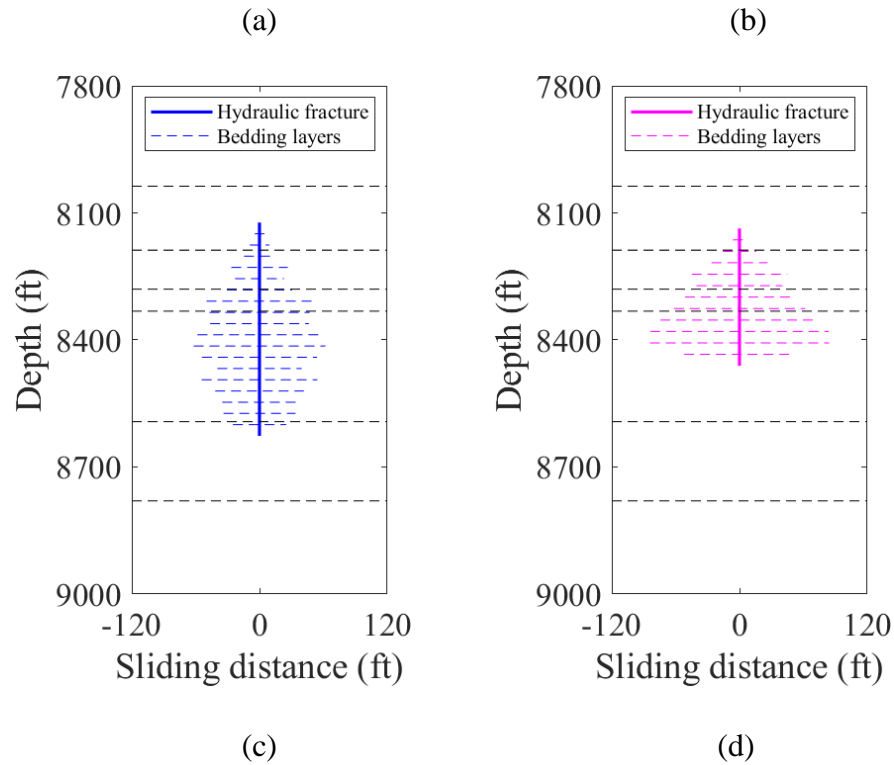 (a)
(b)
7800
8100
8400
8700
9000
Depth (ft)
Hydraulic fracture
Bedding layers
-120
0
120
Sliding distance (ft)
7800
8100
8400
8700
9000
Depth (ft)
Hydraulic fracture
Bedding layers
-120
0
120
Sliding distance (ft)
(c)
(d)